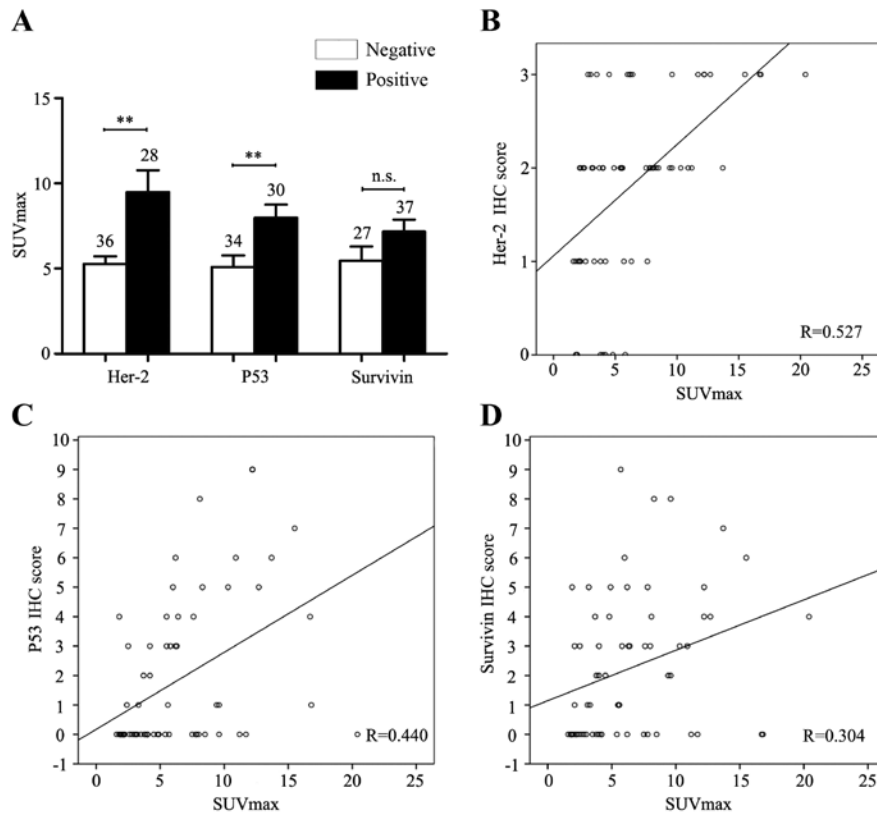 A
Negative
Positive
15
10
5
0
SUVmax
**
**
n.s.
36
28
34
30
27
37
Her-2
P53
Survivin
B
3
2
1
0
Her-2 IHC score
R=0.527
0 5 10 15 20 25
SUVmax
C
10
9
8
7
6
5
4
3
2
1
0
-1
P53 IHC score
R=0.440
0 5 10 15 20 25
SUVmax
D
10
9
8
7
6
5
4
3
2
1
0
-1
Survivin IHC score
R=0.304
0 5 10 15 20 25
SUVmax